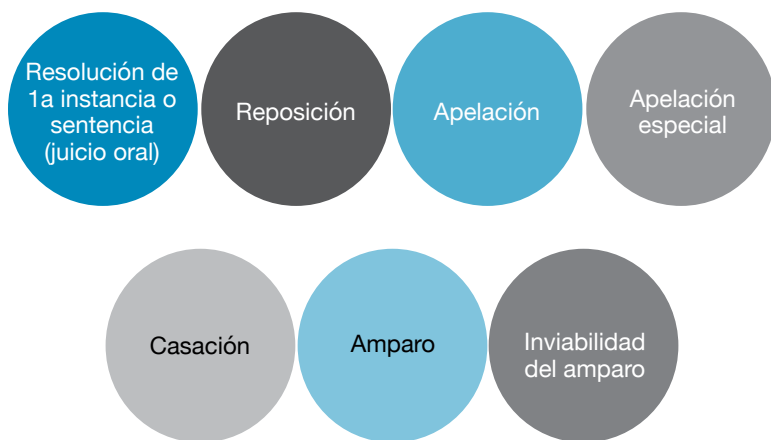 Resolución de
1a instancia o
sentencia
(juicio oral)
Reposición
Apelación
Apelación
especial
Casación
Amparo
Inviabilidad
del amparo